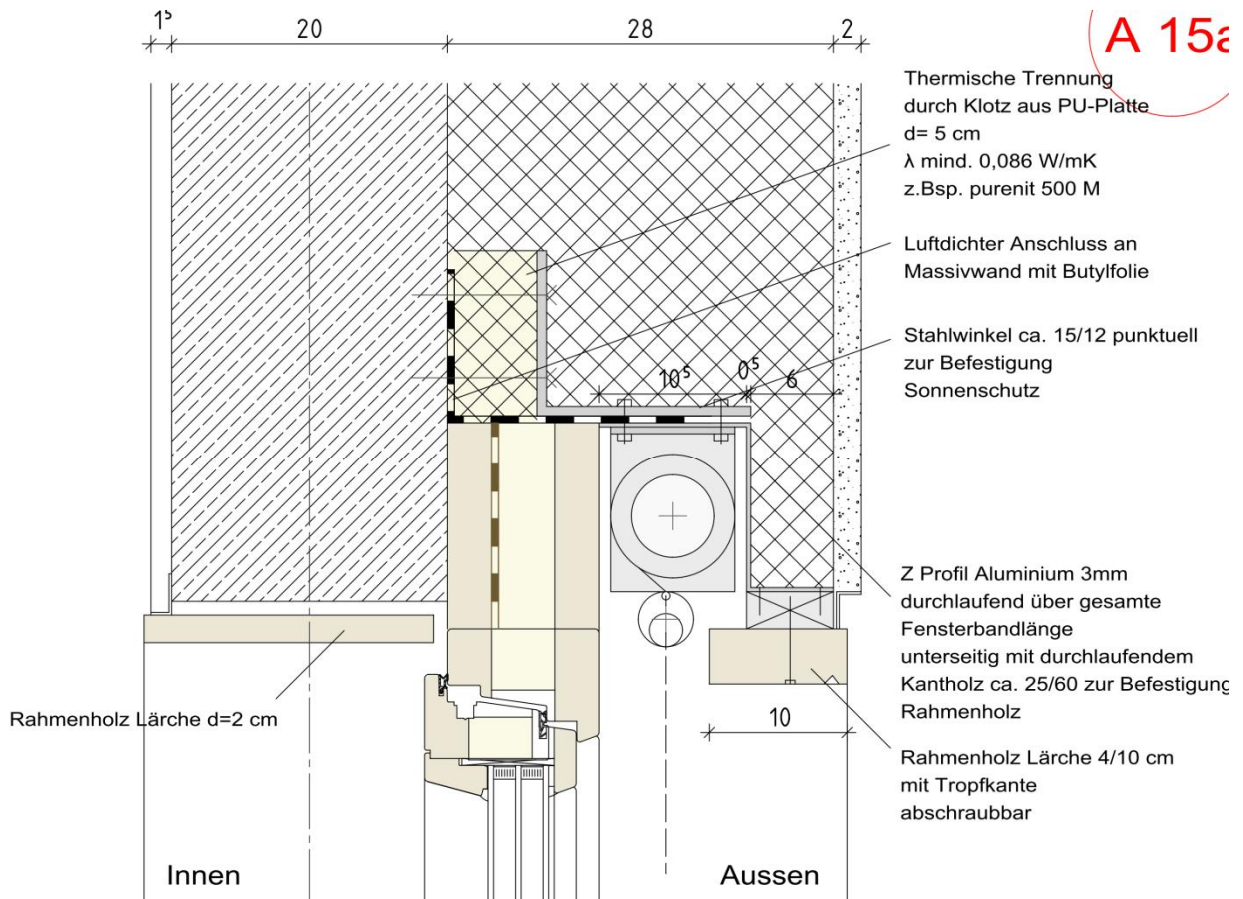 1⁵ 20 28 2
A 15a
Thermische Trennung
durch Klotz aus PU-Platte
d= 5 cm
λ mind. 0,086 W/mK
z.Bsp. purenit 500 M
Luftdichter Anschluss an
Massivwand mit Butylfolie
Stahlwinkel ca. 15/12 punktuell
zur Befestigung
Sonnenschutz
10⁵ 0⁵ 6
Z Profil Aluminium 3mm
durchlaufend über gesamte
Fensterbandlänge
unterseitig mit durchlaufendem
Kantholz ca. 25/60 zur Befestigung
Rahmenholz
Rahmenholz Lärche d=2 cm
10
Rahmenholz Lärche 4/10 cm
mit Tropfkante
abschraubbar
Innen
Aussen